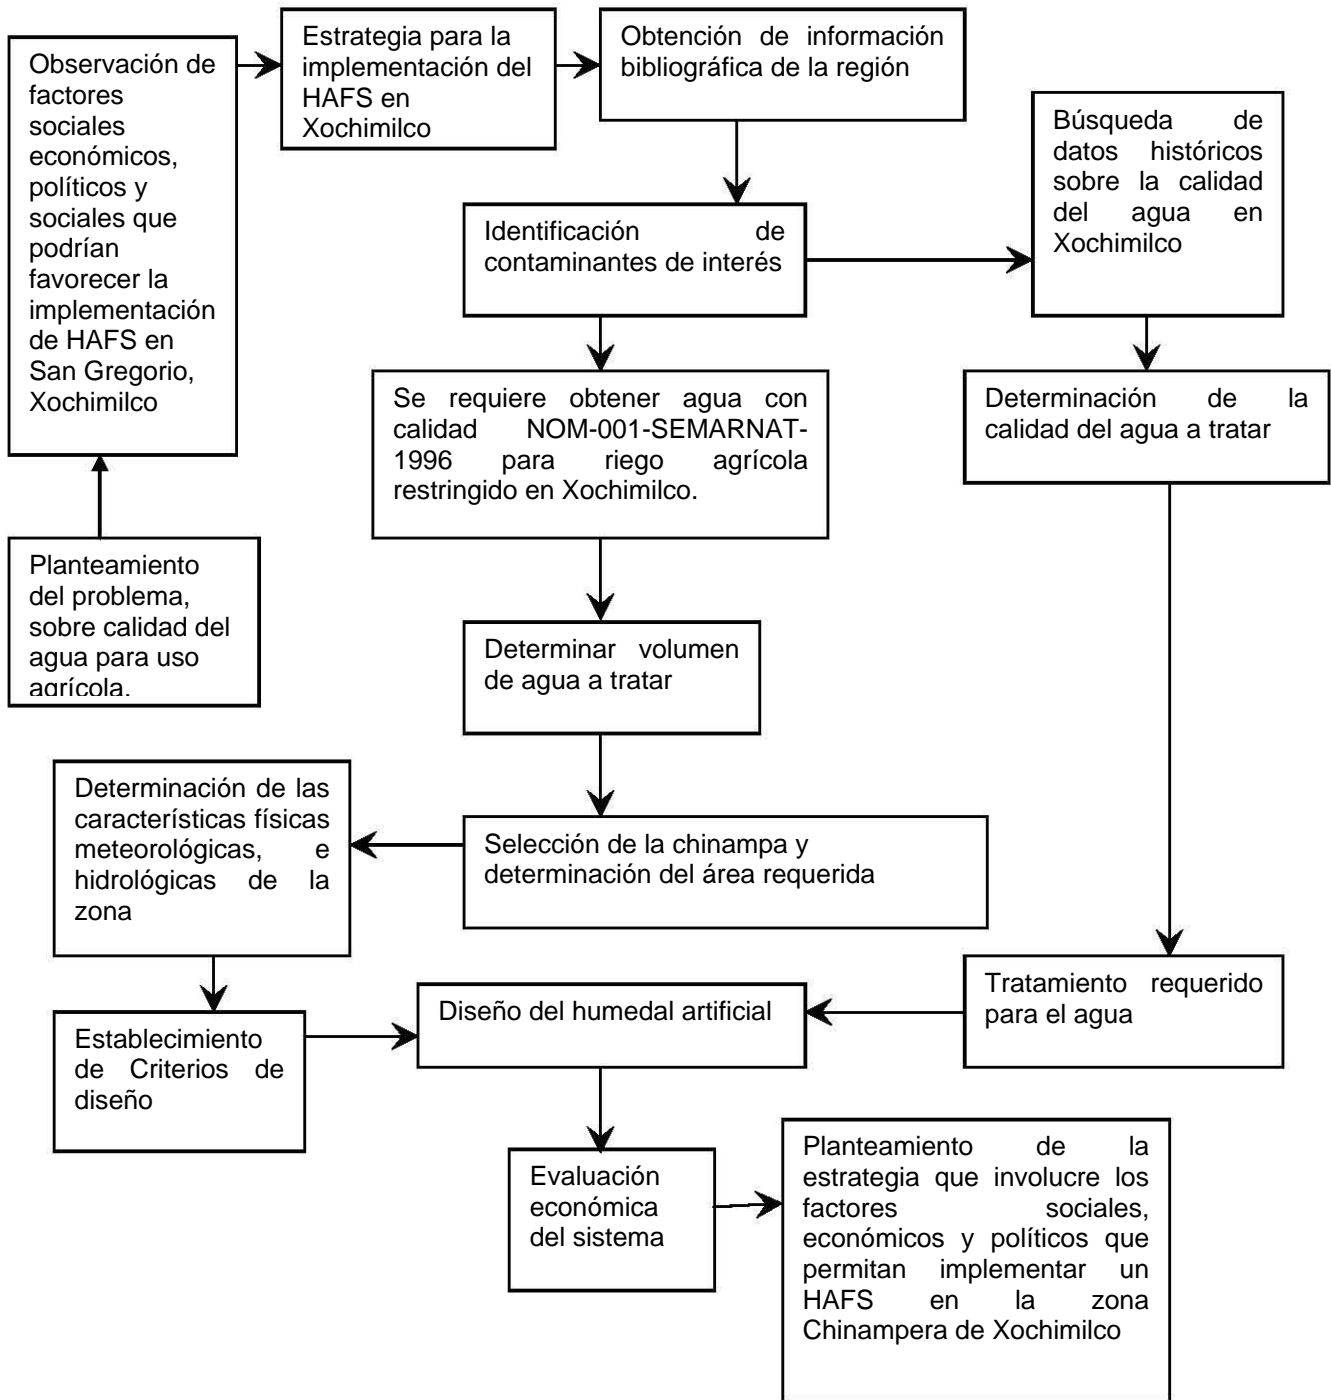 Observación de
factores
sociales
económicos,
políticos y
sociales que
podrían
favorecer la
implementación
de HAFS en
San Gregorio,
Xochimilco
Estrategia para la
implementación del
HAFS en
Xochimilco
Obtención de información
bibliográfica de la región
Búsqueda de
datos históricos
sobre la calidad
del agua en
Xochimilco
Identificación de
contaminantes de interés
Se requiere obtener agua con
calidad NOM-001-SEMARNAT-
1996 para riego agrícola
restringido en Xochimilco.
Determinación de la
calidad del agua a tratar
Planteamiento
del problema,
sobre calidad del
agua para uso
agrícola.
Determinar volumen
de agua a tratar
Determinación de las
características físicas
meteorológicas, e
hidrológicas de la
zona
Selección de la chinampa y
determinación del área requerida
Tratamiento requerido
para el agua
Diseño del humedal artificial
Establecimiento
de Criterios de
diseño
Evaluación
económica
del sistema
Planteamiento de la
estrategia que involucre los
factores sociales,
económicos y políticos que
permitan implementar un
HAFS en la zona
Chinampera de Xochimilco